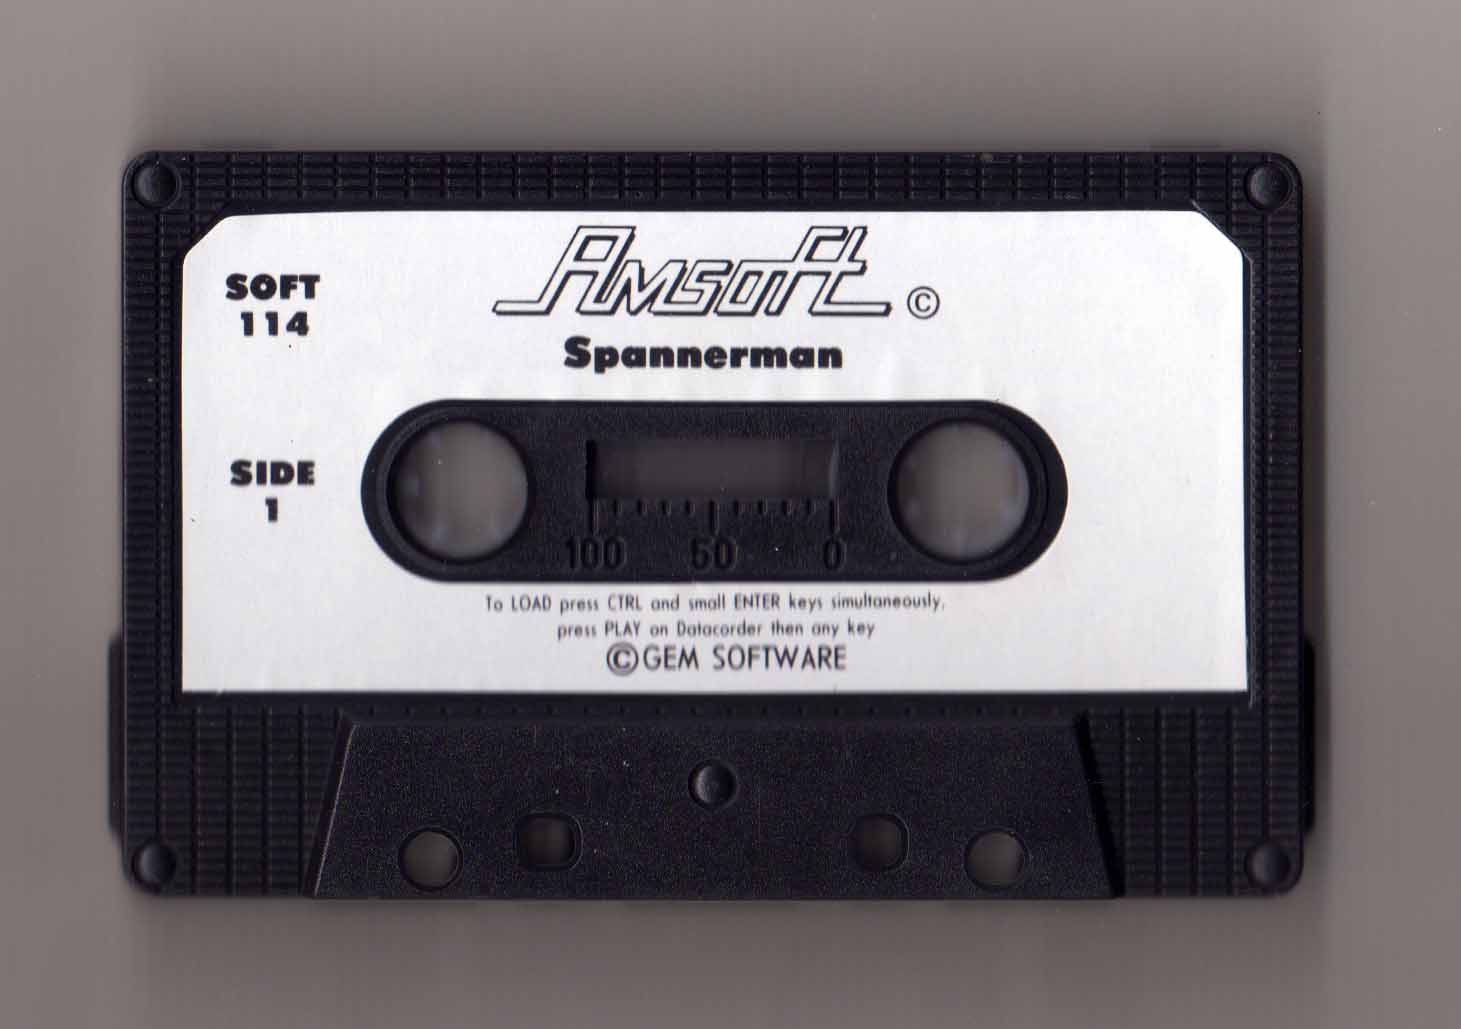 Amsoft ©
SOFT
114
Spannerman
SIDE
1
100 50 0
To LOAD press CTRL and small ENTER keys simultaneously,
press PLAY on Datacorder then any key
©GEM SOFTWARE